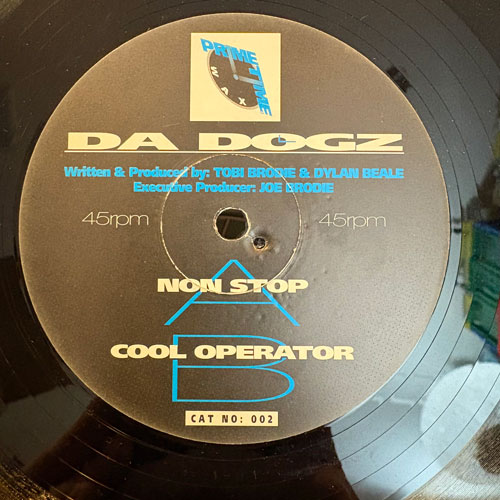 PRIME TIME
WAX
DA DOGZ
Written & Produced by: TOBI BRODIE & DYLAN BEALE
Executive Producer: JOE BRODIE
45rpm 45rpm
A
NON STOP
B
COOL OPERATOR
CAT NO: 002